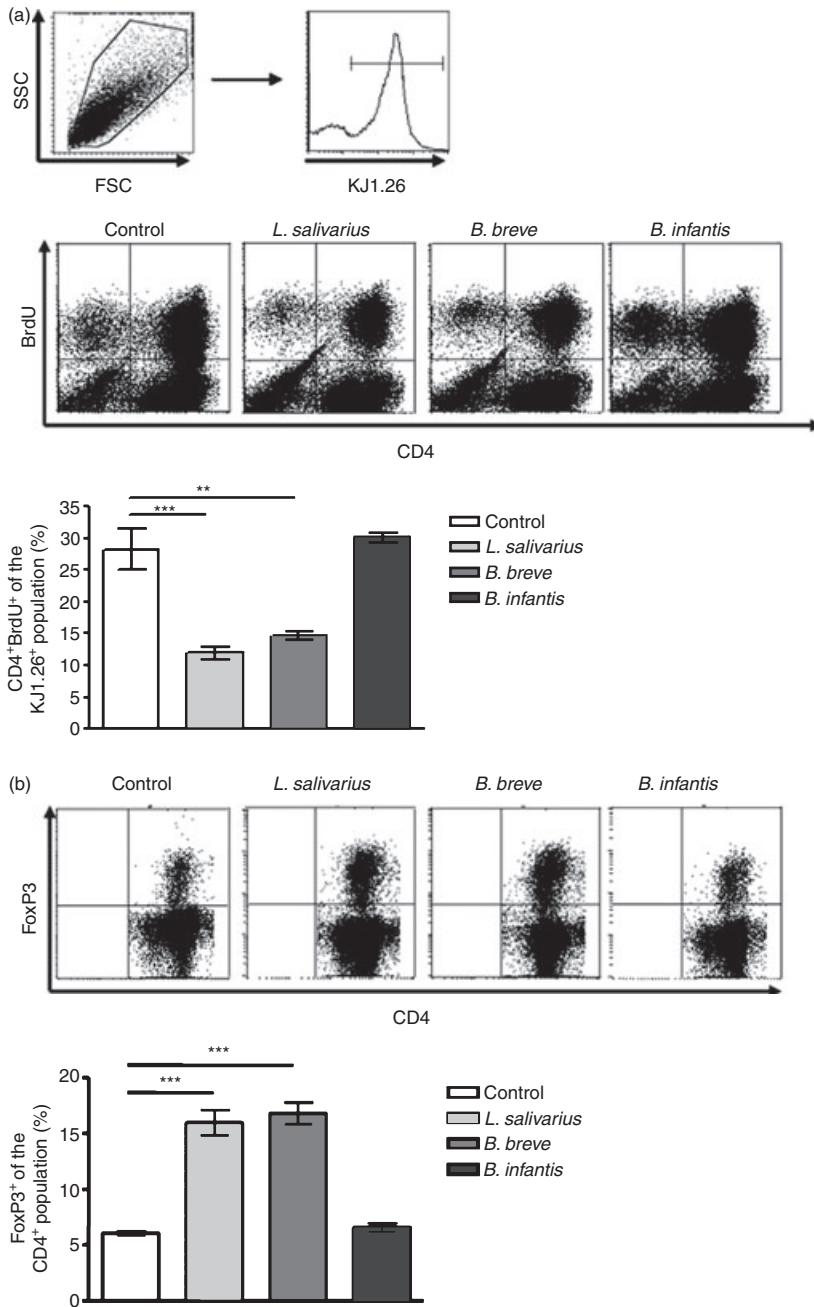 (a)
SSC
FSC
KJ1.26
Control
L. salivarius
B. breve
B. infantis
BrdU
CD4
**
***
35
30
25
20
15
10
5
0
CD4+BrdU+ of the
KJ1.26+ population (%)
Control
L. salivarius
B. breve
B. infantis
(b)
Control
L. salivarius
B. breve
B. infantis
FoxP3
CD4
***
***
20
15
10
5
0
FoxP3+ of the
CD4+ population (%)
Control
L. salivarius
B. breve
B. infantis